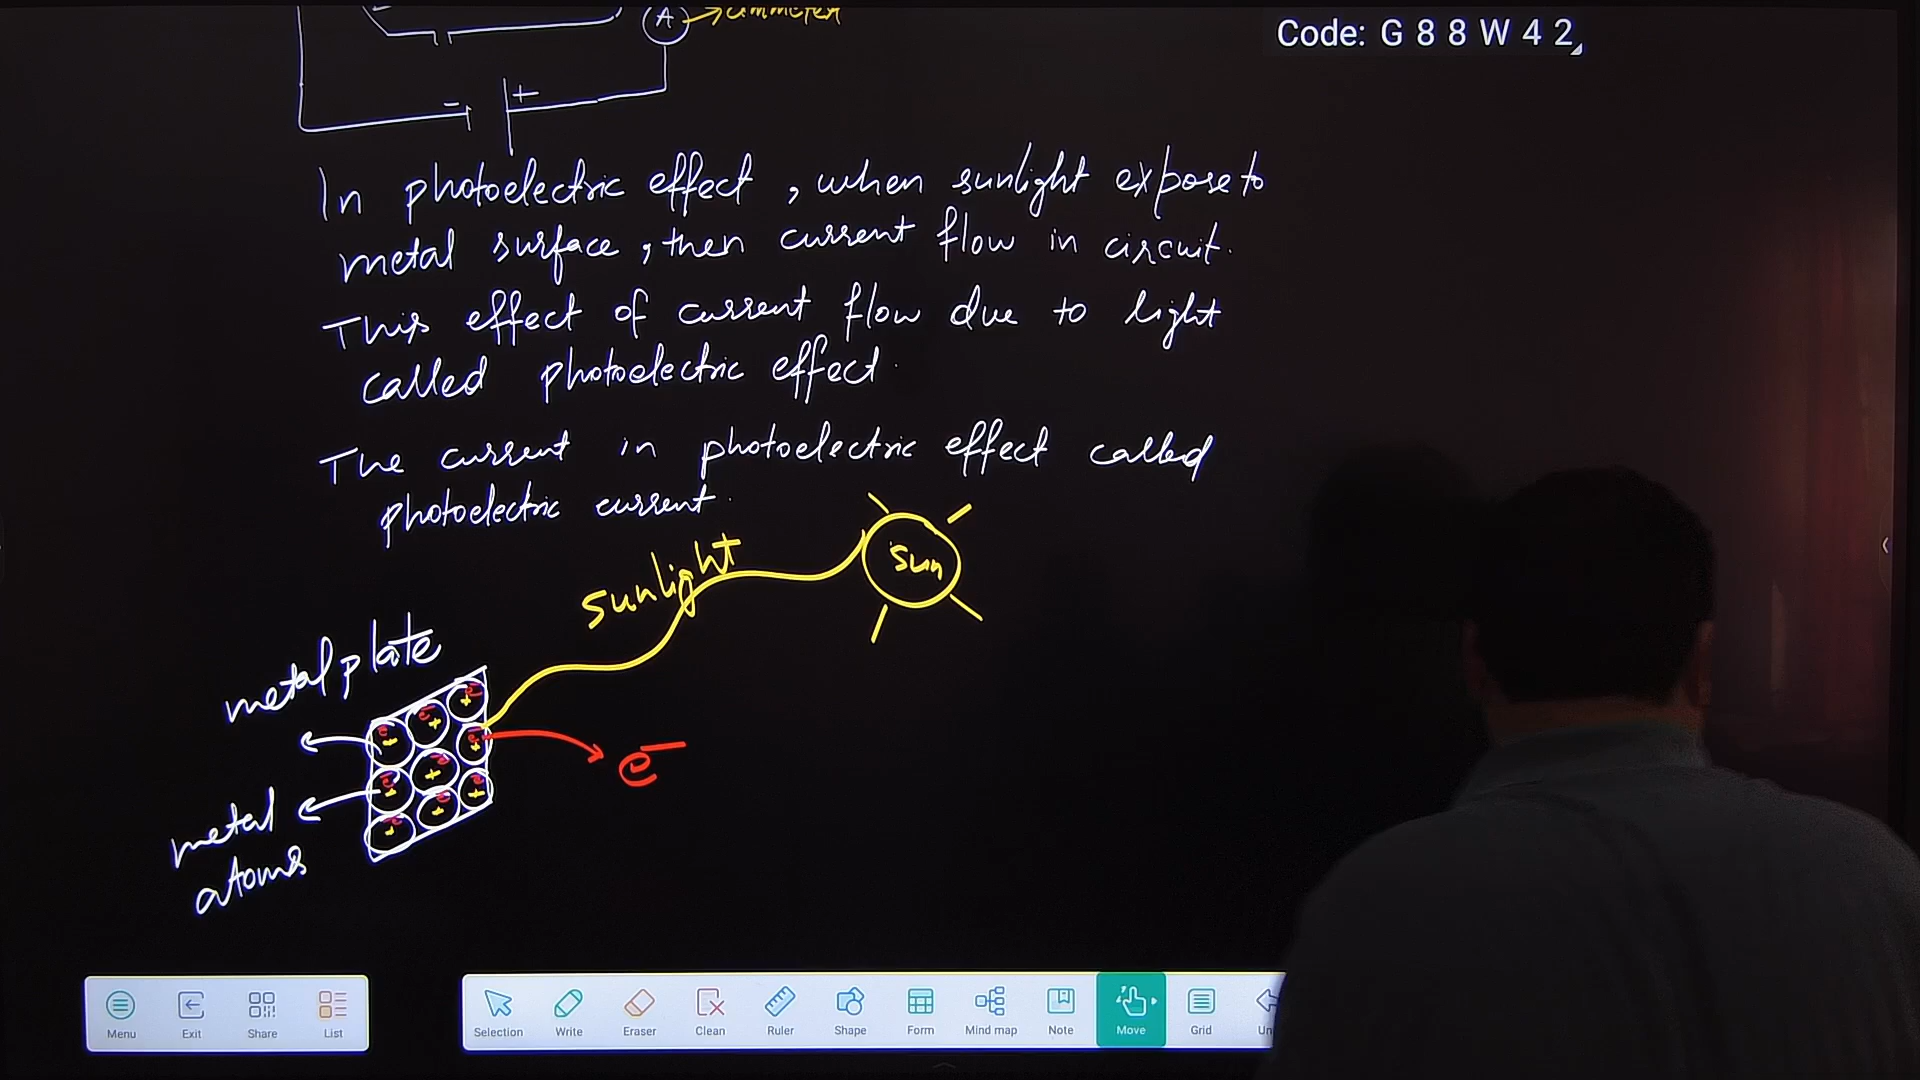 A → ammeter
Code: G 8 8 W 4 2
- +
In photoelectric effect, when sunlight expose to
metal surface, then current flow in circuit.
This effect of current flow due to light
called photoelectric effect.
The current in photoelectric effect called
photoelectric current.
sunlight
sun
metal plate
e⁻
metal
atoms
Menu
Exit
Share
List
Selection
Write
Eraser
Clean
Ruler
Shape
Form
Mind map
Note
Move
Grid
Un